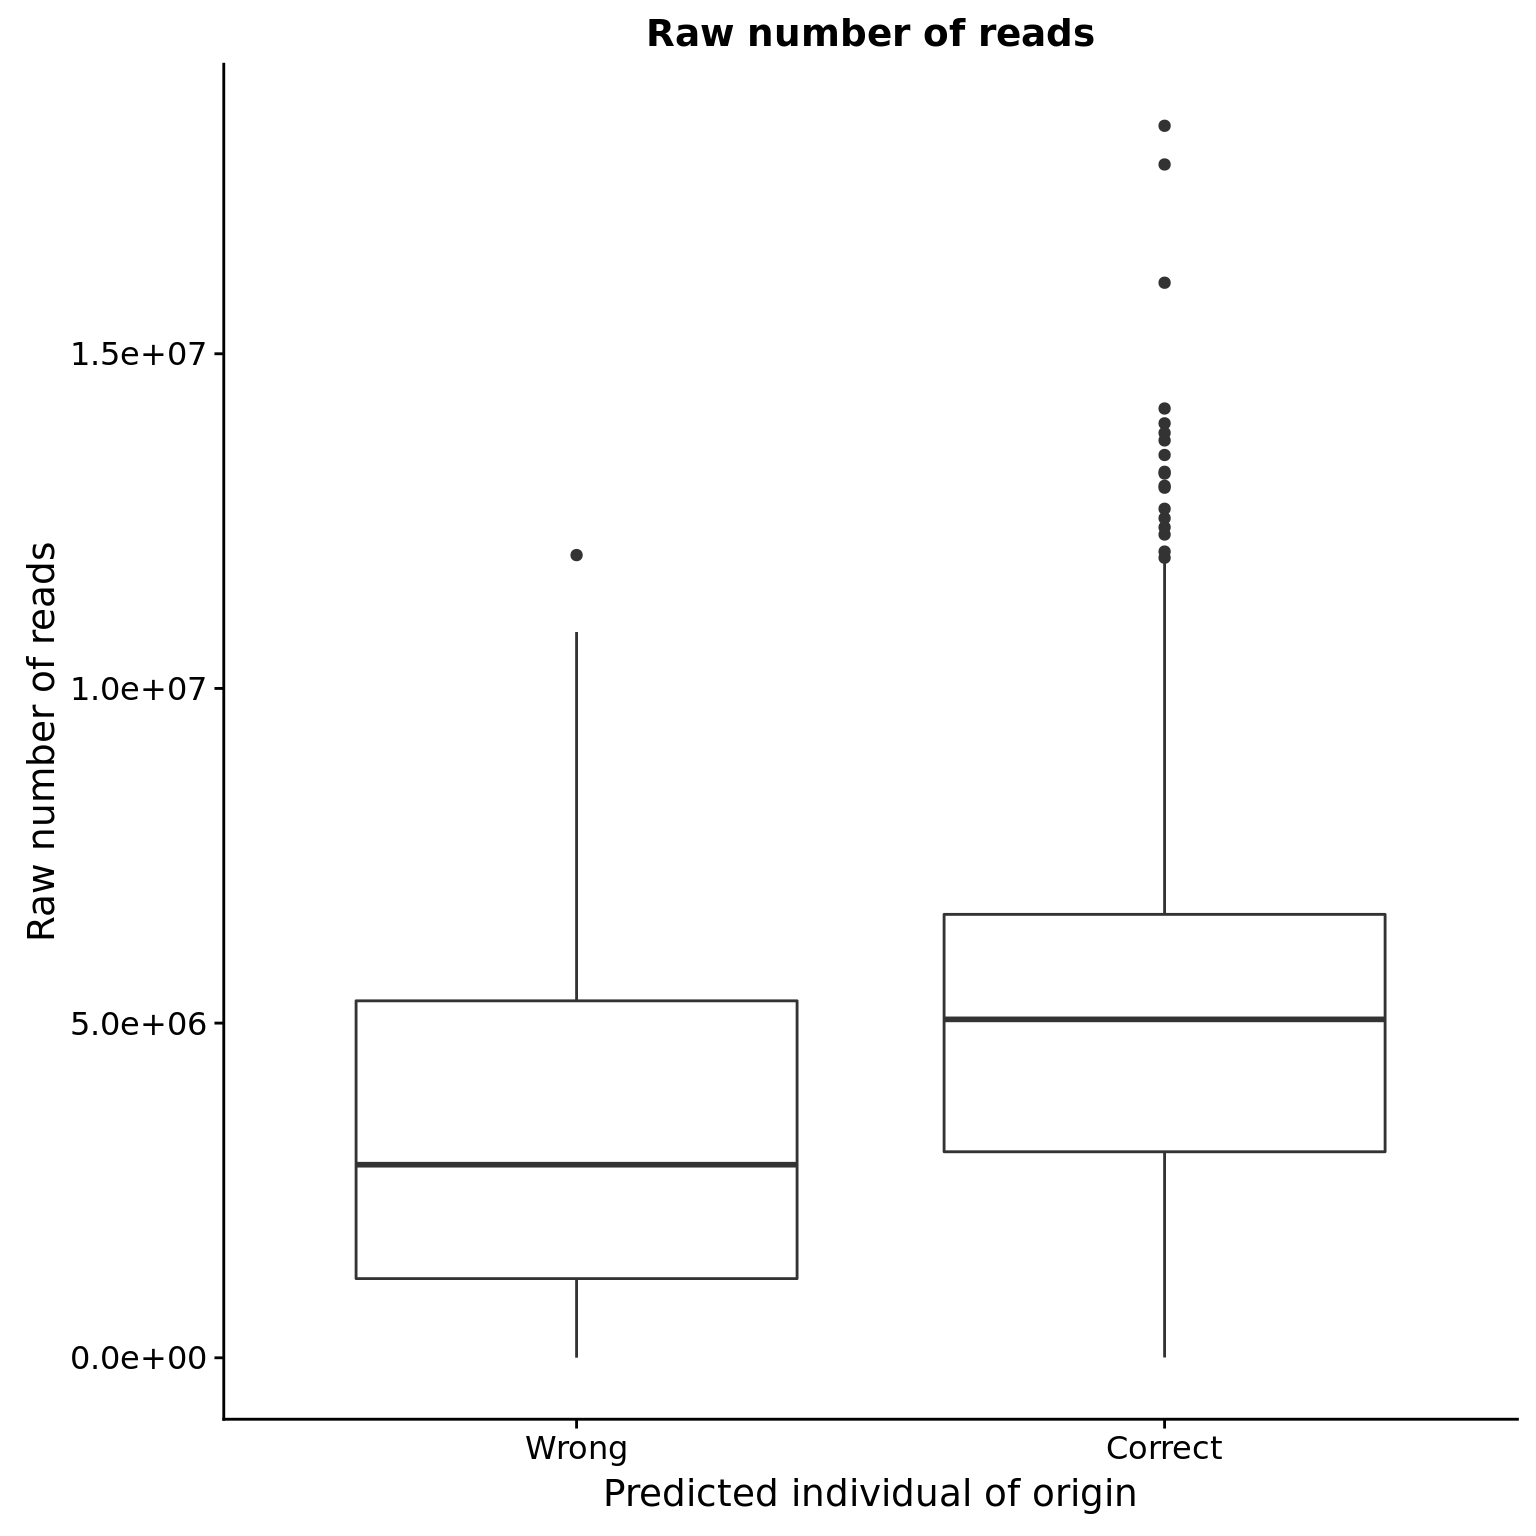 Raw number of reads
Raw number of reads
1.5e+07
1.0e+07
5.0e+06
0.0e+00
Wrong
Correct
Predicted individual of origin